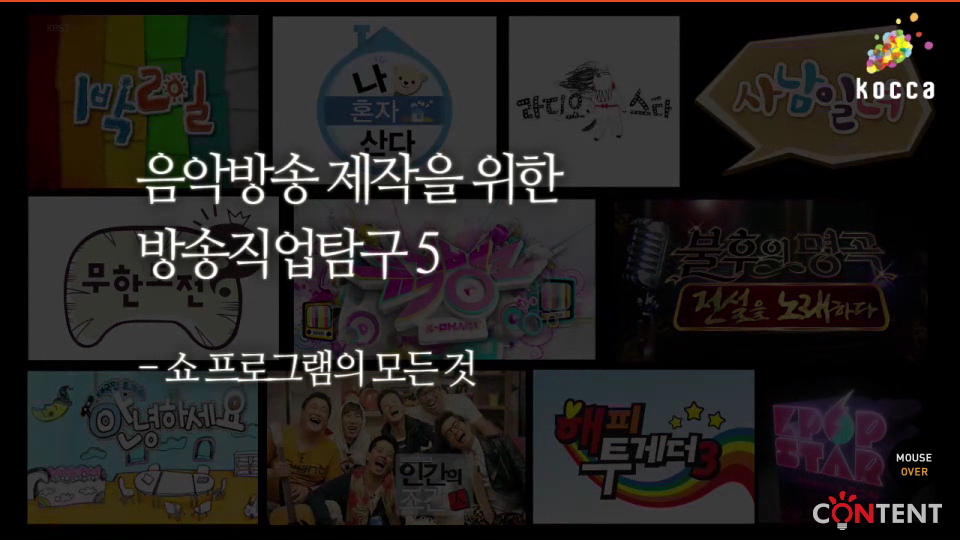 KBS2
1박2일
나
혼자
산다
라디오 스타
사남일녀
kocca
음악방송 제작을 위한
방송직업탐구 5
무한도전
K-CHART
불후의 명곡
전설을 노래하다
- 쇼 프로그램의 모든 것
안녕하세요
인간의
조건
해피
투게더3
KPOP
STAR
MOUSE
OVER
CONTENT